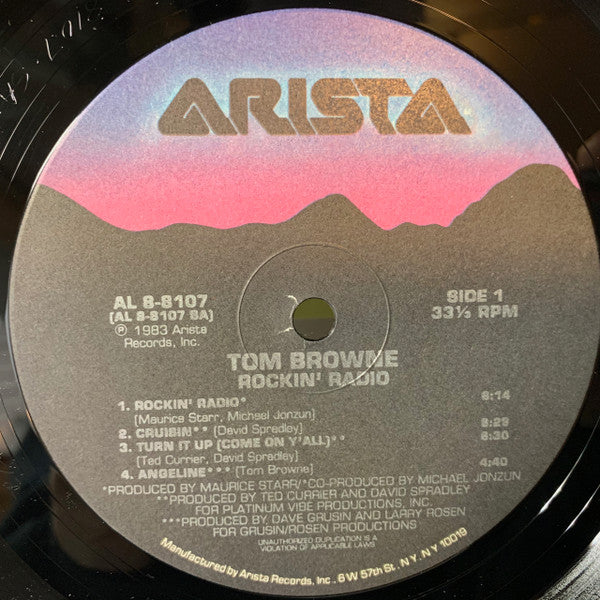 ARISTA
AL 8-8107
(AL 8-8107 SA)
℗ 1983 Arista
Records, Inc.
SIDE 1
33⅓ RPM
TOM BROWNE
ROCKIN' RADIO
1. ROCKIN' RADIO* 6:14
(Maurice Starr, Michael Jonzun)
2. CRUISIN'** (David Spradley) 6:29
3. TURN IT UP (COME ON Y'ALL)** 6:30
(Ted Currier, David Spradley)
4. ANGELINE*** (Tom Browne) 4:40
*PRODUCED BY MAURICE STARR/*CO-PRODUCED BY MICHAEL JONZUN
**PRODUCED BY TED CURRIER AND DAVID SPRADLEY
FOR PLATINUM VIBE PRODUCTIONS, INC.
***PRODUCED BY DAVE GRUSIN AND LARRY ROSEN
FOR GRUSIN/ROSEN PRODUCTIONS
UNAUTHORIZED DUPLICATION IS A
VIOLATION OF APPLICABLE LAWS
Manufactured by Arista Records, Inc. 6 W 57th St., N.Y. N.Y 10019